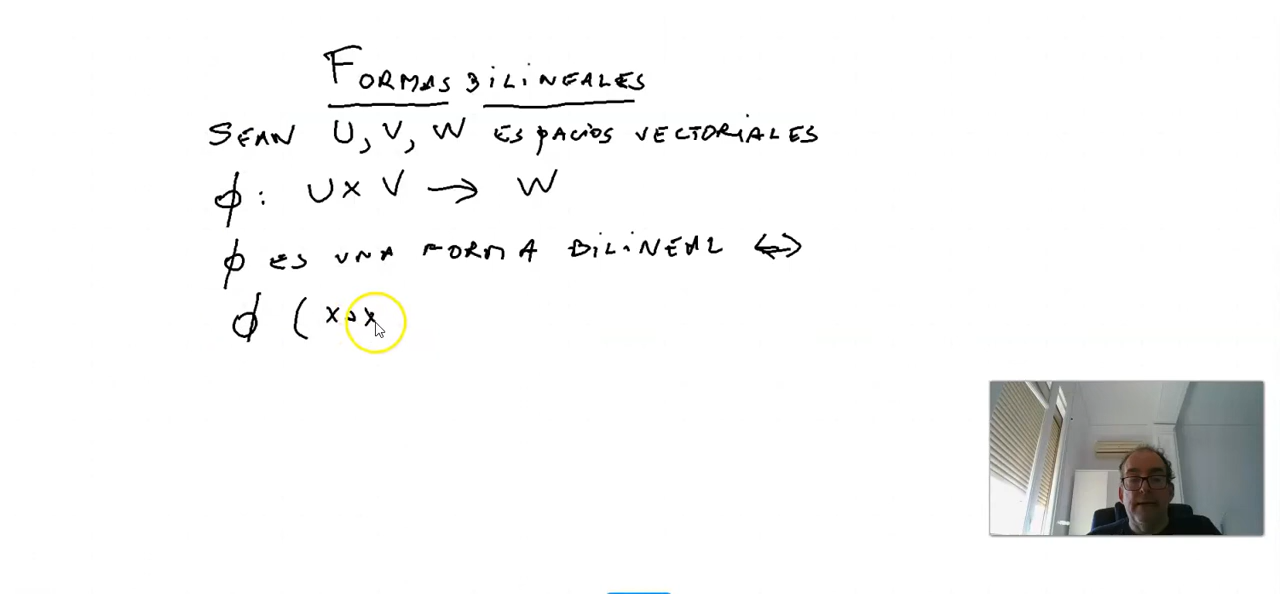 FORMAS BILINEALES
SEAN U, V, W ESPACIOS VECTORIALES
ϕ: U × V → W
ϕ ES UNA FORMA BILINEAL ⇔
ϕ ( x